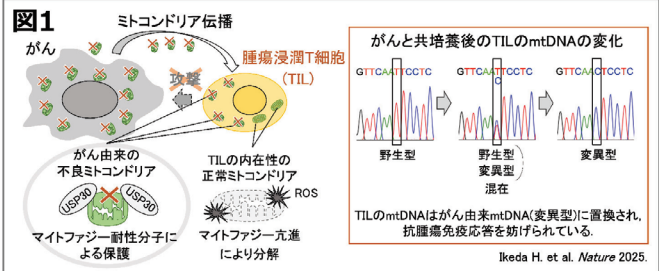 図1
ミトコンドリア伝播
がん
腫瘍浸潤T細胞
(TIL)
攻撃
がん由来の
不良ミトコンドリア
USP30
USP30
マイトファジー耐性分子に
よる保護
TILの内在性の
正常ミトコンドリア
ROS
マイトファジー亢進
により分解
がんと共培養後のTILのmtDNAの変化
GTTCAATTCCTC
GTTCAATTCCTC
C
GTTCAACTCCTC
野生型
野生型
変異型
混在
変異型
TILのmtDNAはがん由来mtDNA(変異型)に置換され,
抗腫瘍免疫応答を妨げられている.
Ikeda H. et al. Nature 2025.